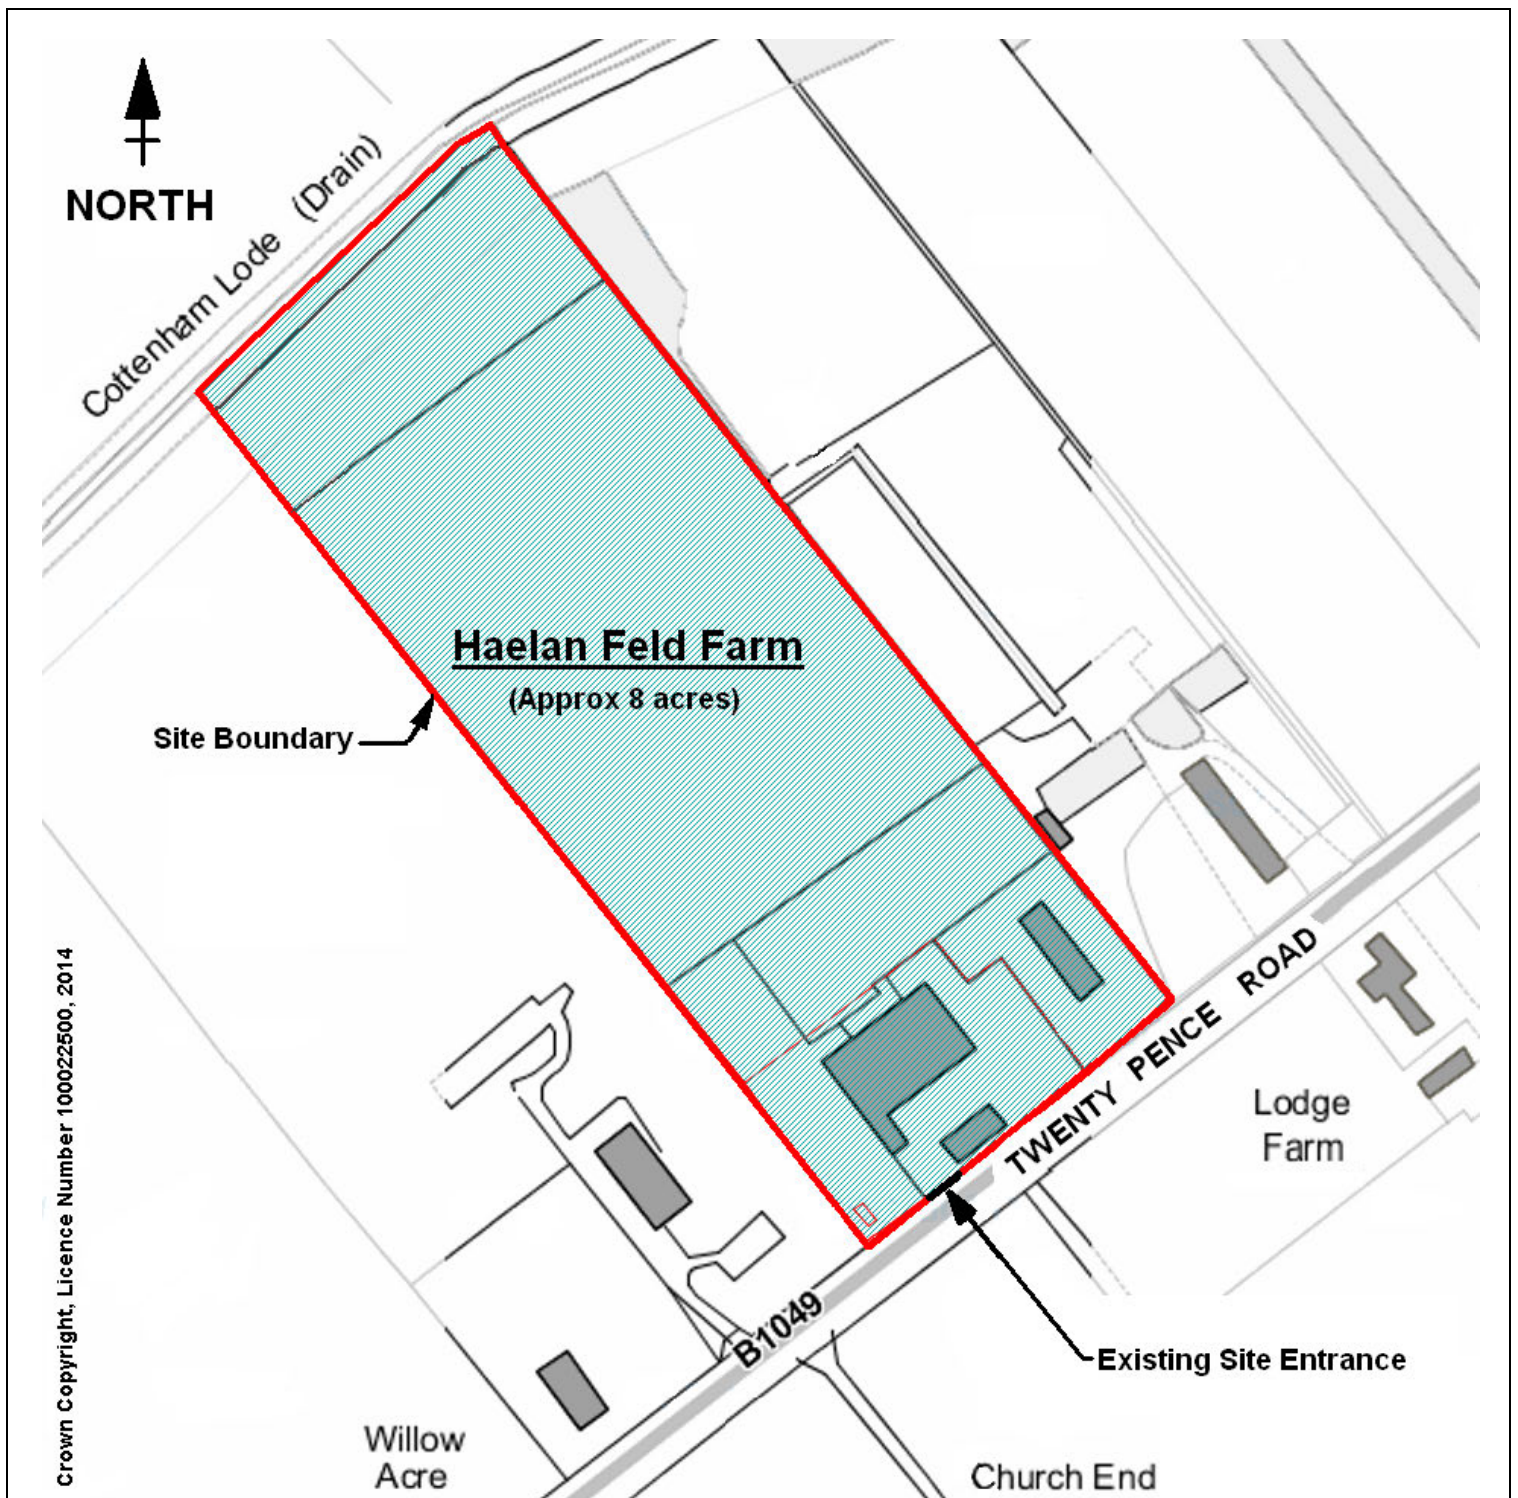 NORTH
Cottenham Lode (Drain)
Haelan Feld Farm
(Approx 8 acres)
Site Boundary
TWENTY PENCE ROAD
Lodge
Farm
B1049
Existing Site Entrance
Willow
Acre
Church End
Crown Copyright, Licence Number 100022500, 2014